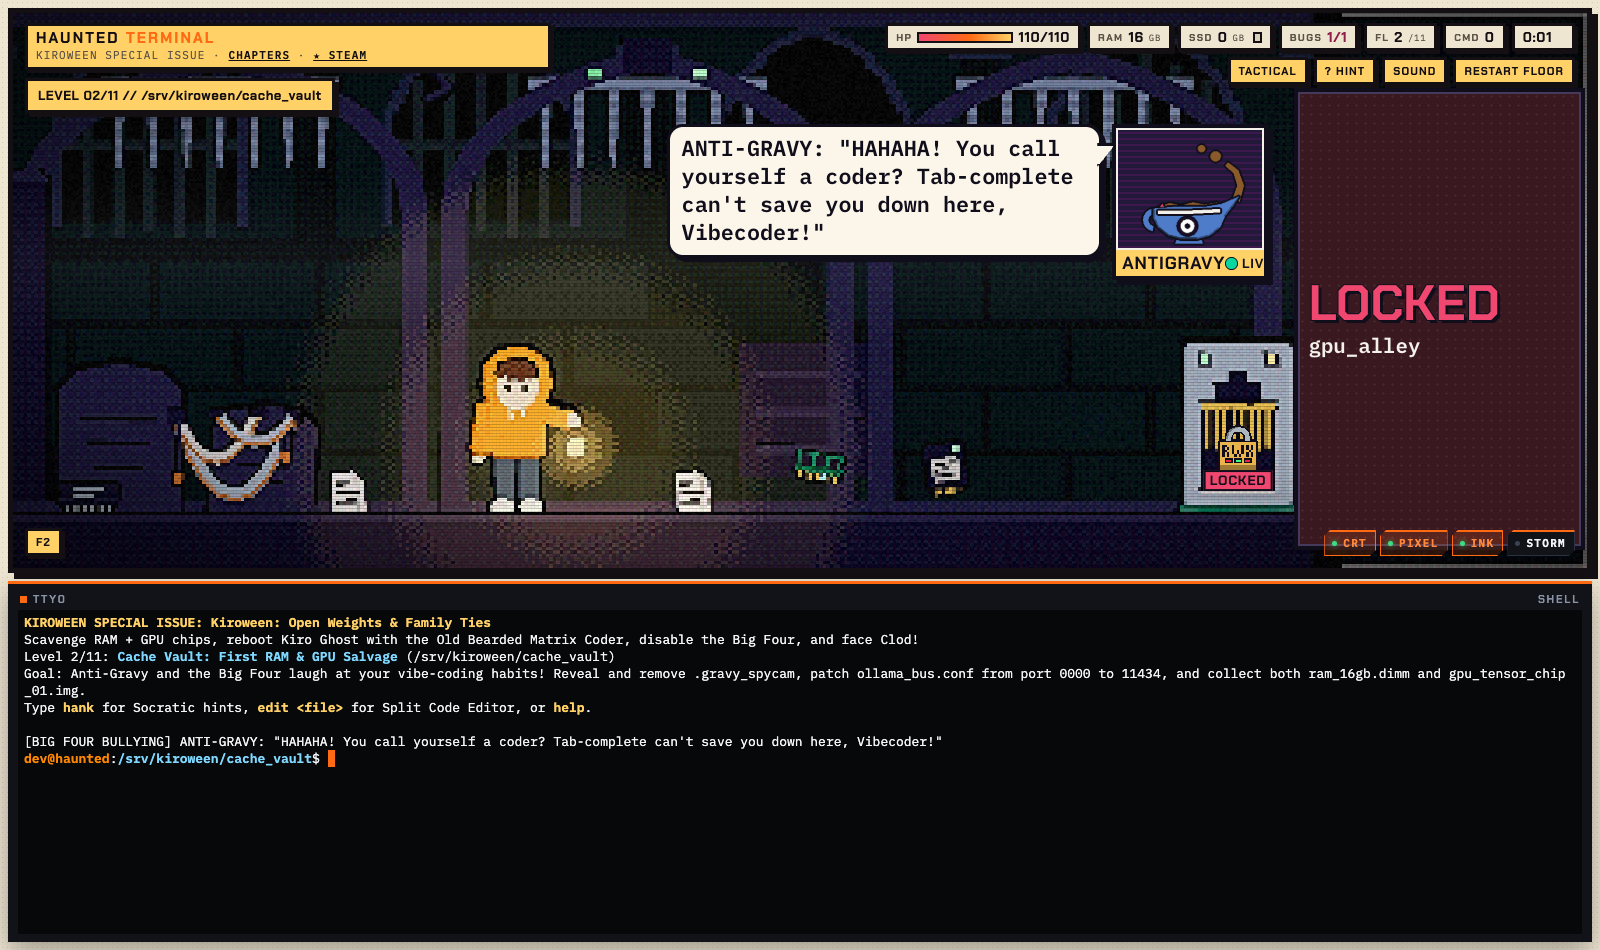 HAUNTED TERMINAL
KIROWEEN SPECIAL ISSUE · CHAPTERS · ★ STEAM
HP 110/110
RAM 16 GB
SSD 0 GB
BUGS 1/1
FL 2 /11
CMD 0
0:01
TACTICAL
? HINT
SOUND
RESTART FLOOR
LEVEL 02/11 // /srv/kiroween/cache_vault
ANTI-GRAVY: "HAHAHA! You call
yourself a coder? Tab-complete
can't save you down here,
Vibecoder!"
ANTIGRAVY LIV
LOCKED
gpu_alley
RWX
LOCKED
F2
CRT
PIXEL
INK
STORM
TTY0
SHELL
KIROWEEN SPECIAL ISSUE: Kiroween: Open Weights & Family Ties
Scavenge RAM + GPU chips, reboot Kiro Ghost with the Old Bearded Matrix Coder, disable the Big Four, and face Clod!
Level 2/11: Cache Vault: First RAM & GPU Salvage (/srv/kiroween/cache_vault)
Goal: Anti-Gravy and the Big Four laugh at your vibe-coding habits! Reveal and remove .gravy_spycam, patch ollama_bus.conf from port 0000 to 11434, and collect both ram_16gb.dimm and gpu_tensor_chip
_01.img.
Type hank for Socratic hints, edit <file> for Split Code Editor, or help.
[BIG FOUR BULLYING] ANTI-GRAVY: "HAHAHA! You call yourself a coder? Tab-complete can't save you down here, Vibecoder!"
dev@haunted:/srv/kiroween/cache_vault$